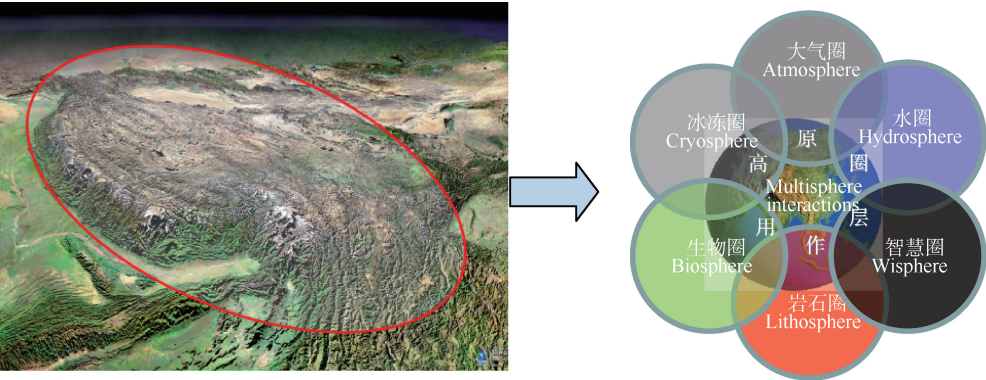 大气圈
Atmosphere
冰冻圈
Cryosphere
水圈
Hydrosphere
高原圈层作用
Multisphere
interactions
生物圈
Biosphere
智慧圈
Wisphere
岩石圈
Lithosphere